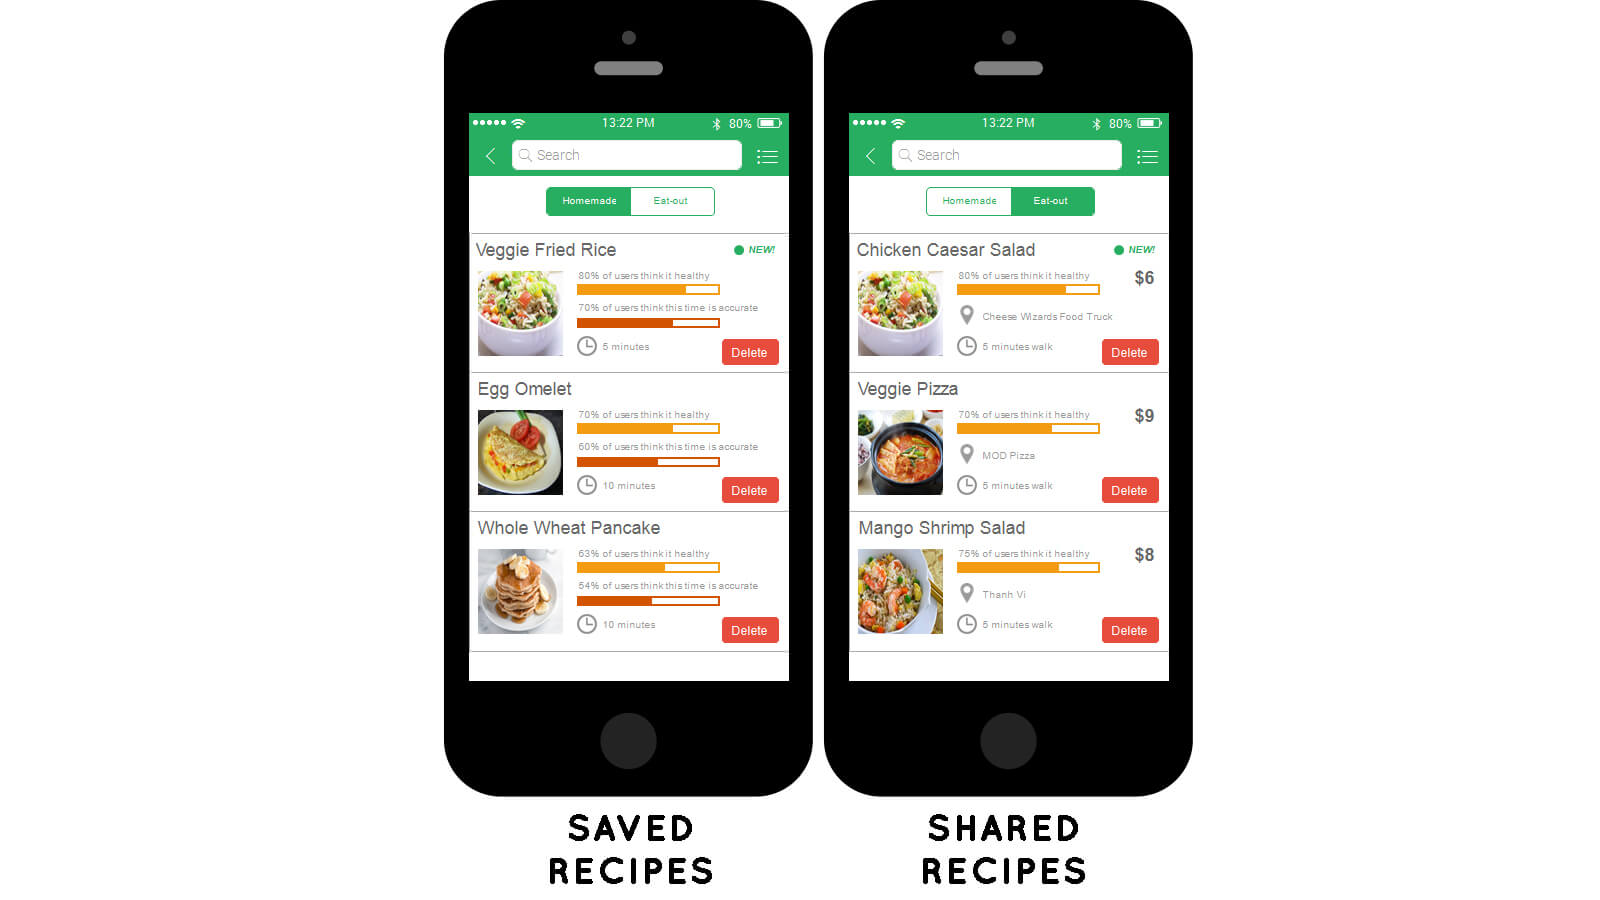 13:22 PM 80%
Search
Homemade Eat-out
Veggie Fried Rice NEW!
80% of users think it healthy
70% of users think this time is accurate
5 minutes
Delete
Egg Omelet
70% of users think it healthy
60% of users think this time is accurate
10 minutes
Delete
Whole Wheat Pancake
63% of users think it healthy
54% of users think this time is accurate
10 minutes
Delete
SAVED
RECIPES
13:22 PM 80%
Search
Homemade Eat-out
Chicken Caesar Salad NEW!
80% of users think it healthy $6
Cheese Wizards Food Truck
5 minutes walk
Delete
Veggie Pizza
70% of users think it healthy $9
MOD Pizza
5 minutes walk
Delete
Mango Shrimp Salad
75% of users think it healthy $8
Thanh Vi
5 minutes walk
Delete
SHARED
RECIPES